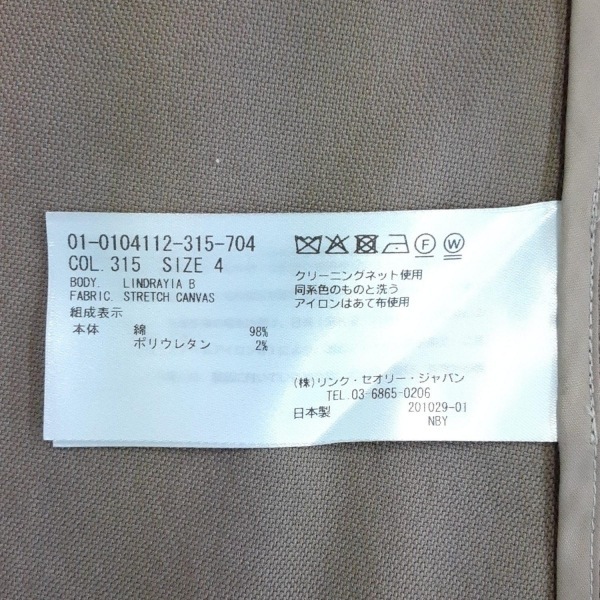 01-0104112-315-704
COL. 315 SIZE 4
BODY. LINDRAYIA B
FABRIC. STRETCH CANVAS
組成表示
本体 綿 98%
ポリウレタン 2%
F W
クリーニングネット使用
同系色のものと洗う
アイロンはあて布使用
(株)リンク・セオリー・ジャパン
TEL.03-6865-0206
日本製 201029-01
NBY